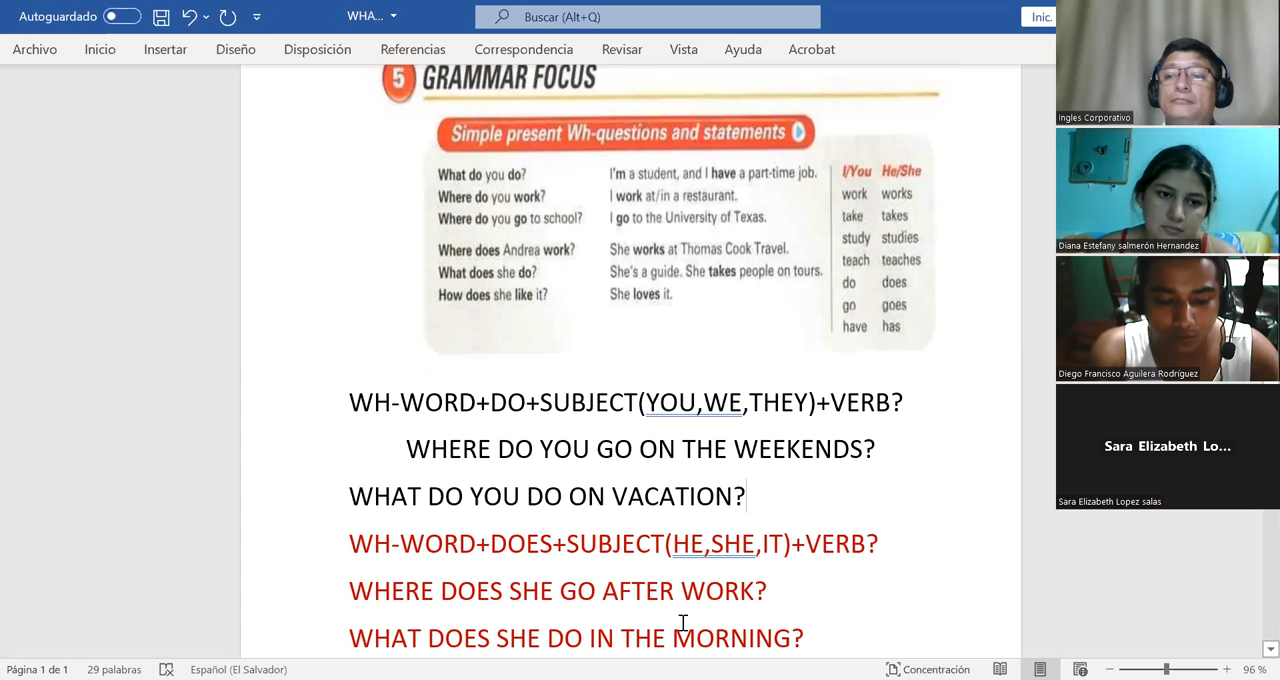 Autoguardado
WHA...
Buscar (Alt+Q)
Inic.
Archivo Inicio Insertar Diseño Disposición Referencias Correspondencia Revisar Vista Ayuda Acrobat
5 GRAMMAR FOCUS
Simple present Wh-questions and statements
What do you do? I'm a student, and I have a part-time job. I/You He/She
Where do you work? I work at/in a restaurant. work works
Where do you go to school? I go to the University of Texas. take takes
study studies
Where does Andrea work? She works at Thomas Cook Travel. teach teaches
What does she do? She's a guide. She takes people on tours. do does
How does she like it? She loves it. go goes
have has
WH-WORD+DO+SUBJECT(YOU,WE,THEY)+VERB?
WHERE DO YOU GO ON THE WEEKENDS?
WHAT DO YOU DO ON VACATION?
WH-WORD+DOES+SUBJECT(HE,SHE,IT)+VERB?
WHERE DOES SHE GO AFTER WORK?
WHAT DOES SHE DO IN THE MORNING?
Ingles Corporativo
Diana Estefany salmerón Hernandez
Diego Francisco Aguilera Rodríguez
Sara Elizabeth Lo...
Sara Elizabeth Lopez salas
Página 1 de 1 29 palabras Español (El Salvador) Concentración 96 %